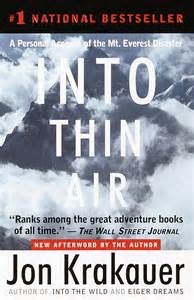 #1 NATIONAL BESTSELLER
A Personal Account of the Mt. Everest Disaster
INTO
THIN
AIR
"Ranks among the great adventure books
of all time." —THE WALL STREET JOURNAL
NEW AFTERWORD BY THE AUTHOR
Jon Krakauer
AUTHOR OF INTO THE WILD AND EIGER DREAMS